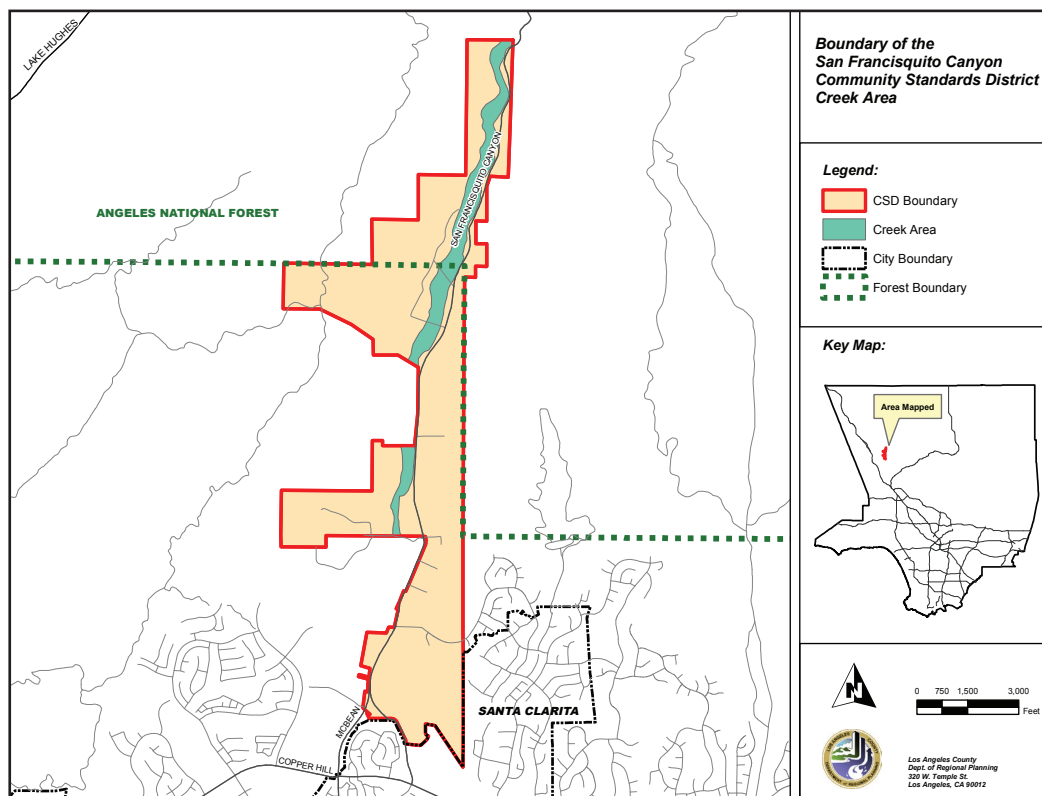 LAKE HUGHES
ANGELES NATIONAL FOREST
SAN FRANCISQUITO CANYON
SANTA CLARITA
MCBEAN
COPPER HILL
Boundary of the
San Francisquito Canyon
Community Standards District
Creek Area
Legend:
CSD Boundary
Creek Area
City Boundary
Forest Boundary
Key Map:
Area Mapped
N
0 750 1,500 3,000
Feet
Los Angeles County
Dept. of Regional Planning
320 W. Temple St.
Los Angeles, CA 90012